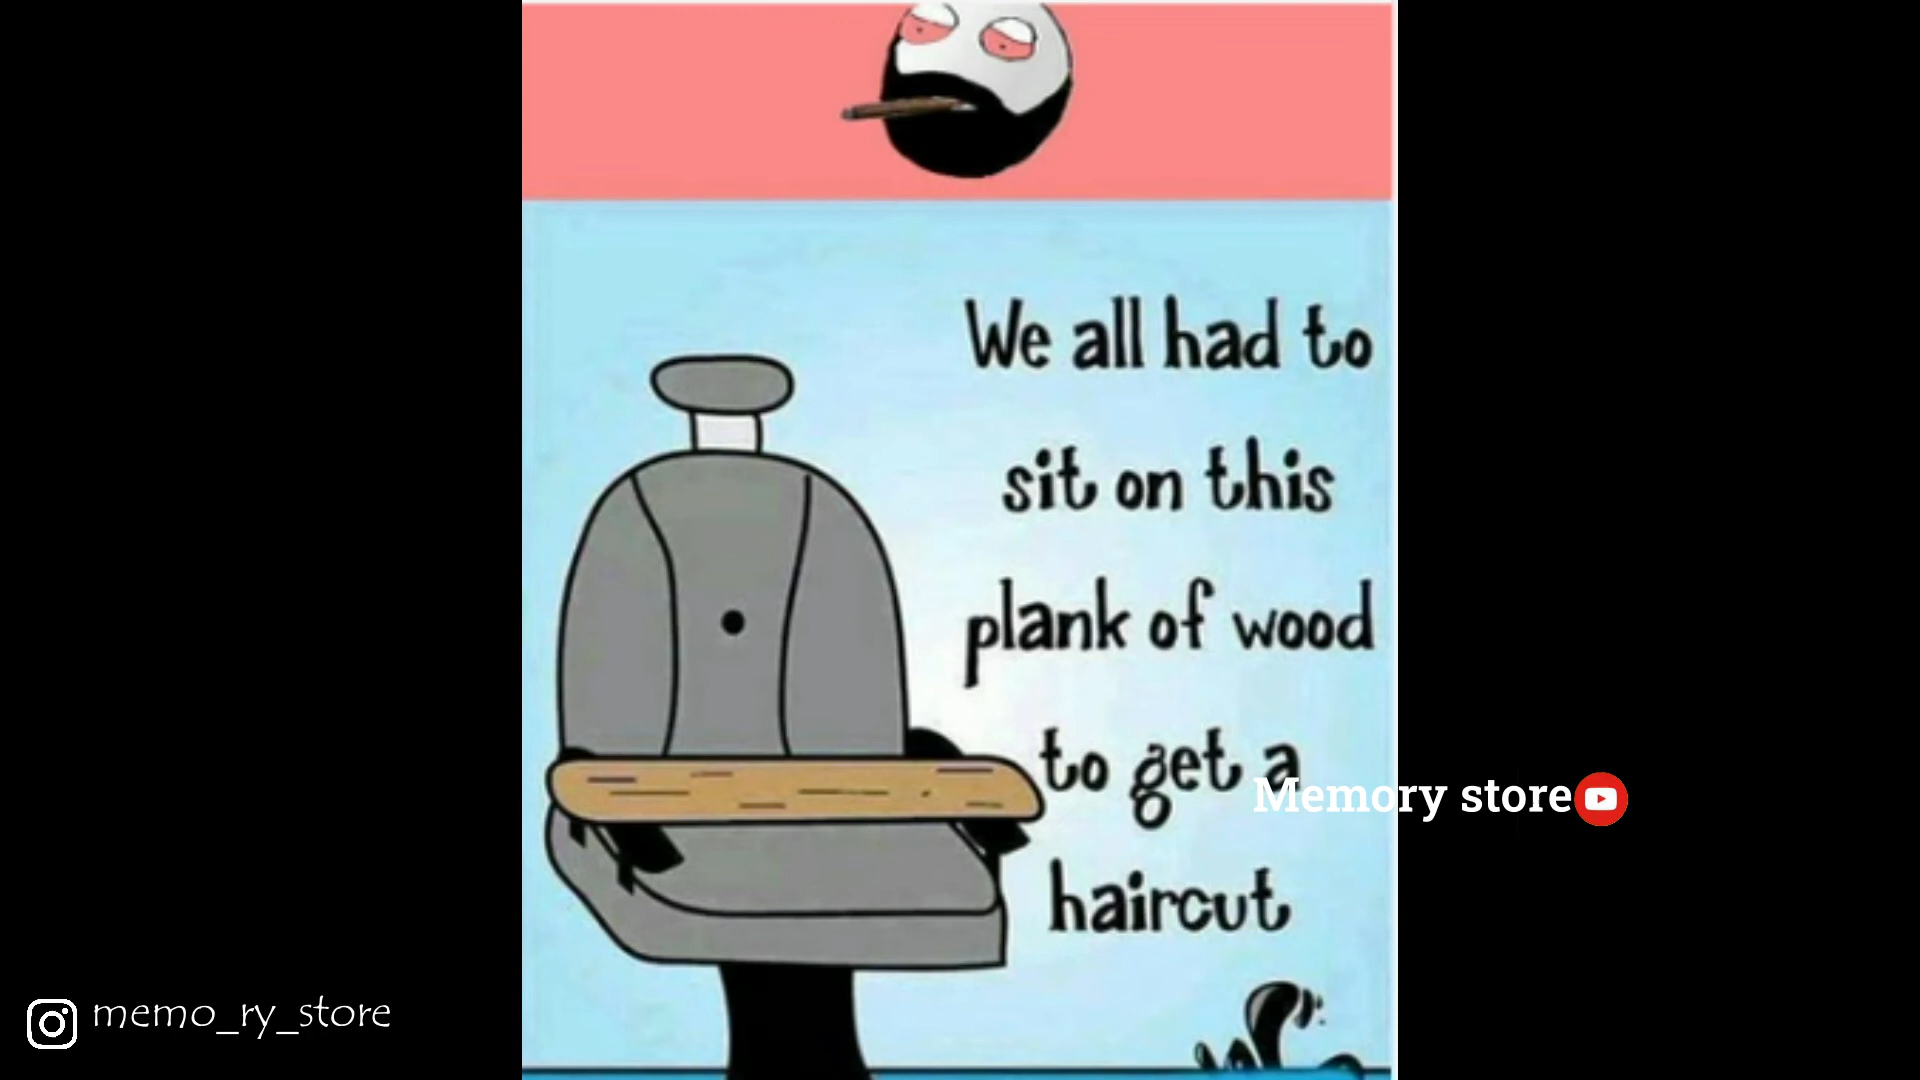 We all had to
sit on this
plank of wood
to get a
haircut
Memory store
memo_ry_store